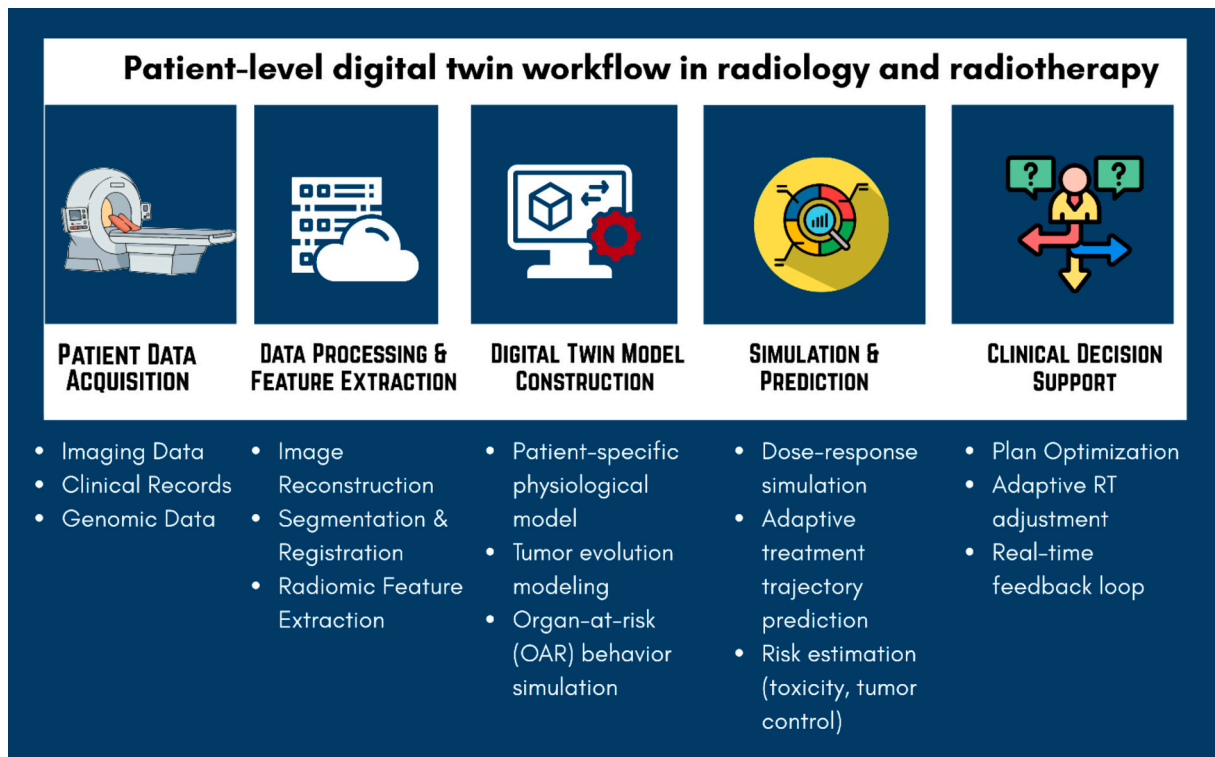 Patient-level digital twin workflow in radiology and radiotherapy
? ?
PATIENT DATA
ACQUISITION
DATA PROCESSING &
FEATURE EXTRACTION
DIGITAL TWIN MODEL
CONSTRUCTION
SIMULATION &
PREDICTION
CLINICAL DECISION
SUPPORT
• Imaging Data
• Clinical Records
• Genomic Data
• Image
Reconstruction
• Segmentation &
Registration
• Radiomic Feature
Extraction
• Patient-specific
physiological
model
• Tumor evolution
modeling
• Organ-at-risk
(OAR) behavior
simulation
• Dose-response
simulation
• Adaptive
treatment
trajectory
prediction
• Risk estimation
(toxicity, tumor
control)
• Plan Optimization
• Adaptive RT
adjustment
• Real-time
feedback loop